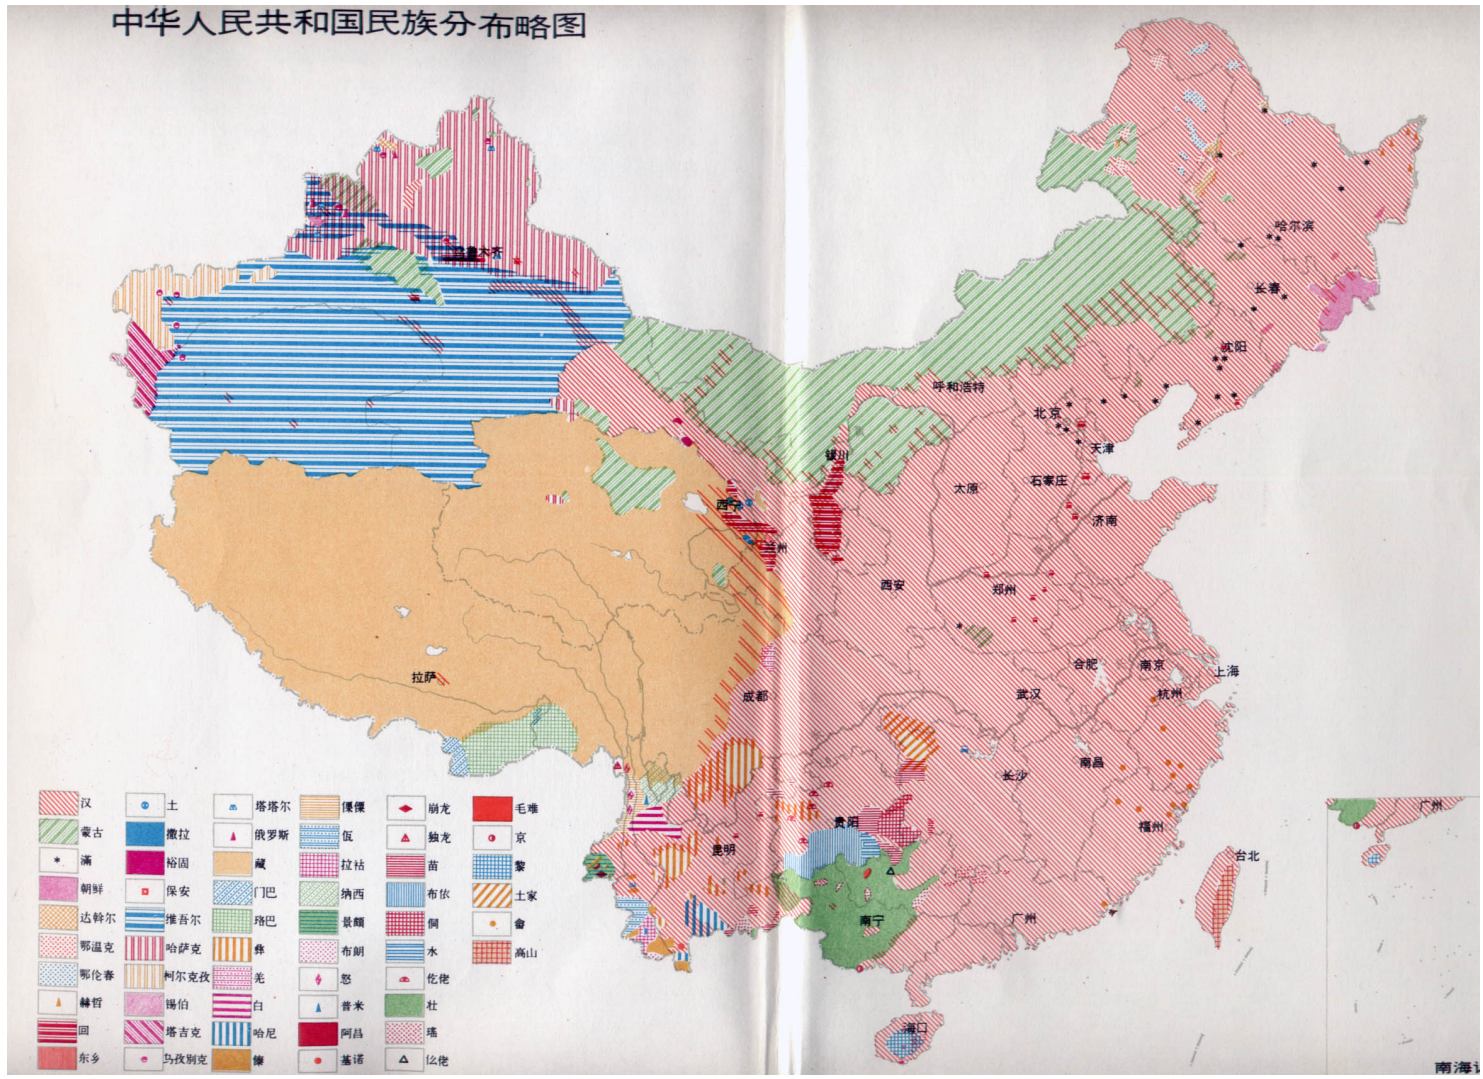 中华人民共和国民族分布略图
哈尔滨
长春
沈阳
呼和浩特
北京
天津
银川
太原
石家庄
济南
西宁
兰州
西安
郑州
拉萨
成都
合肥
南京
上海
武汉
杭州
南昌
长沙
贵阳
福州
昆明
台北
南宁
广州
海口
广州
汉
蒙古
滿
朝鲜
达斡尔
鄂温克
鄂伦春
赫哲
回
东乡
土
撒拉
裕固
保安
维吾尔
哈萨克
柯尔克孜
锡伯
塔吉克
乌孜别克
塔塔尔
俄罗斯
藏
门巴
珞巴
彝
羌
白
哈尼
傣
傈僳
佤
拉祜
纳西
景颇
布朗
怒
普米
阿昌
基诺
崩龙
独龙
苗
布依
侗
水
仡佬
壮
瑤
仫佬
毛难
京
黎
土家
畲
高山
南海